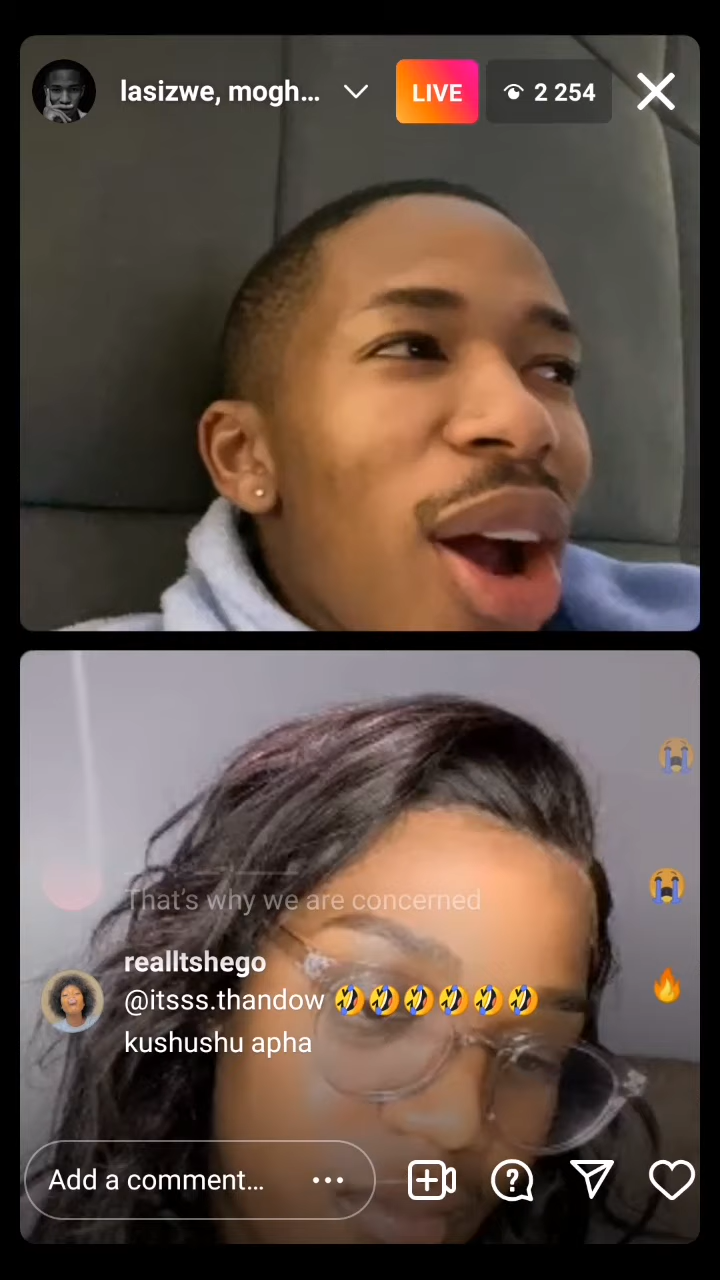 lasizwe, mogh...
LIVE
2 254
That's why we are concerned
realltshego
@itsss.thandow 🤣🤣🤣🤣🤣🤣
kushushu apha
Add a comment...